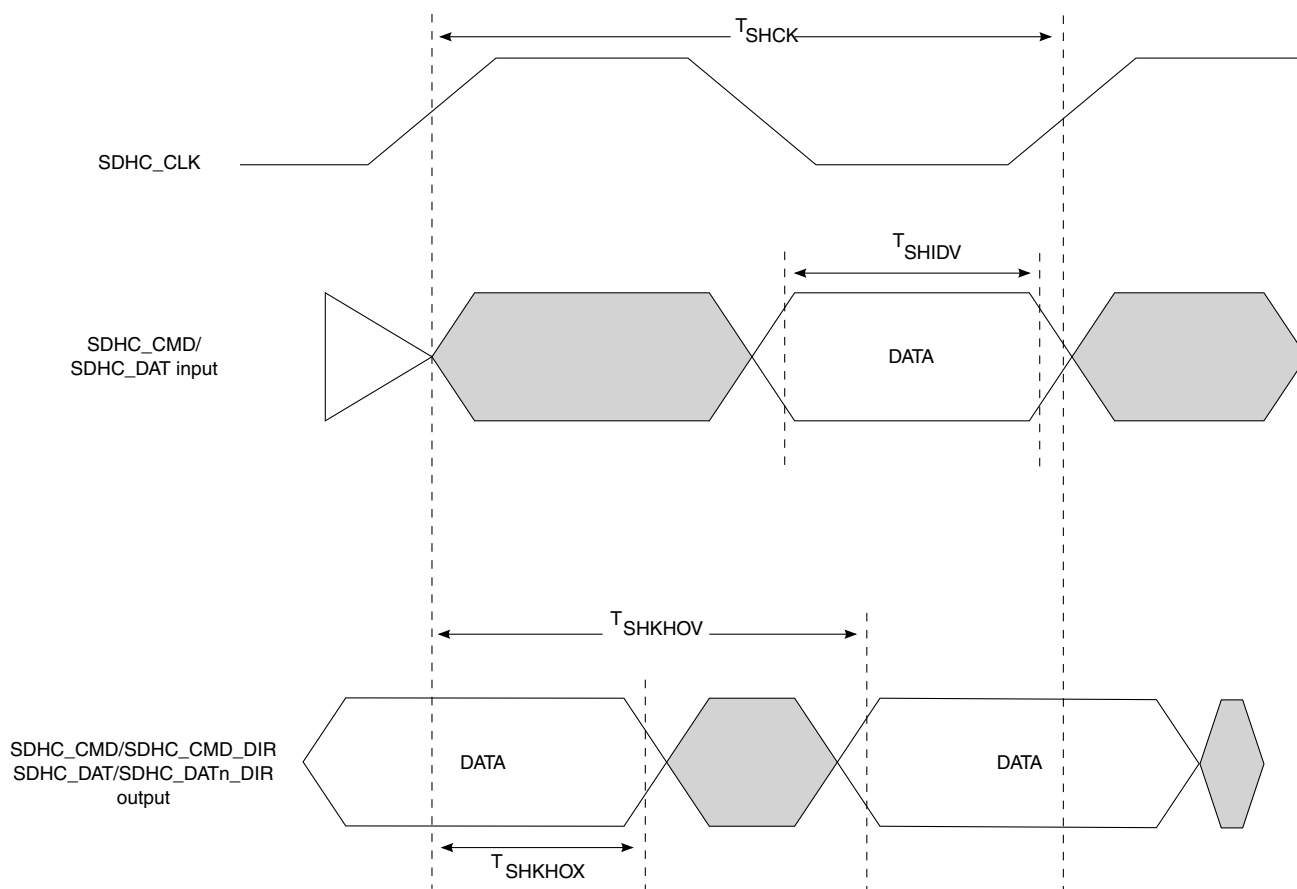 TSHCK
SDHC_CLK
TSHIDV
SDHC_CMD/
SDHC_DAT input
DATA
TSHKHOV
SDHC_CMD/SDHC_CMD_DIR
SDHC_DAT/SDHC_DATn_DIR
output
DATA
DATA
TSHKHOX